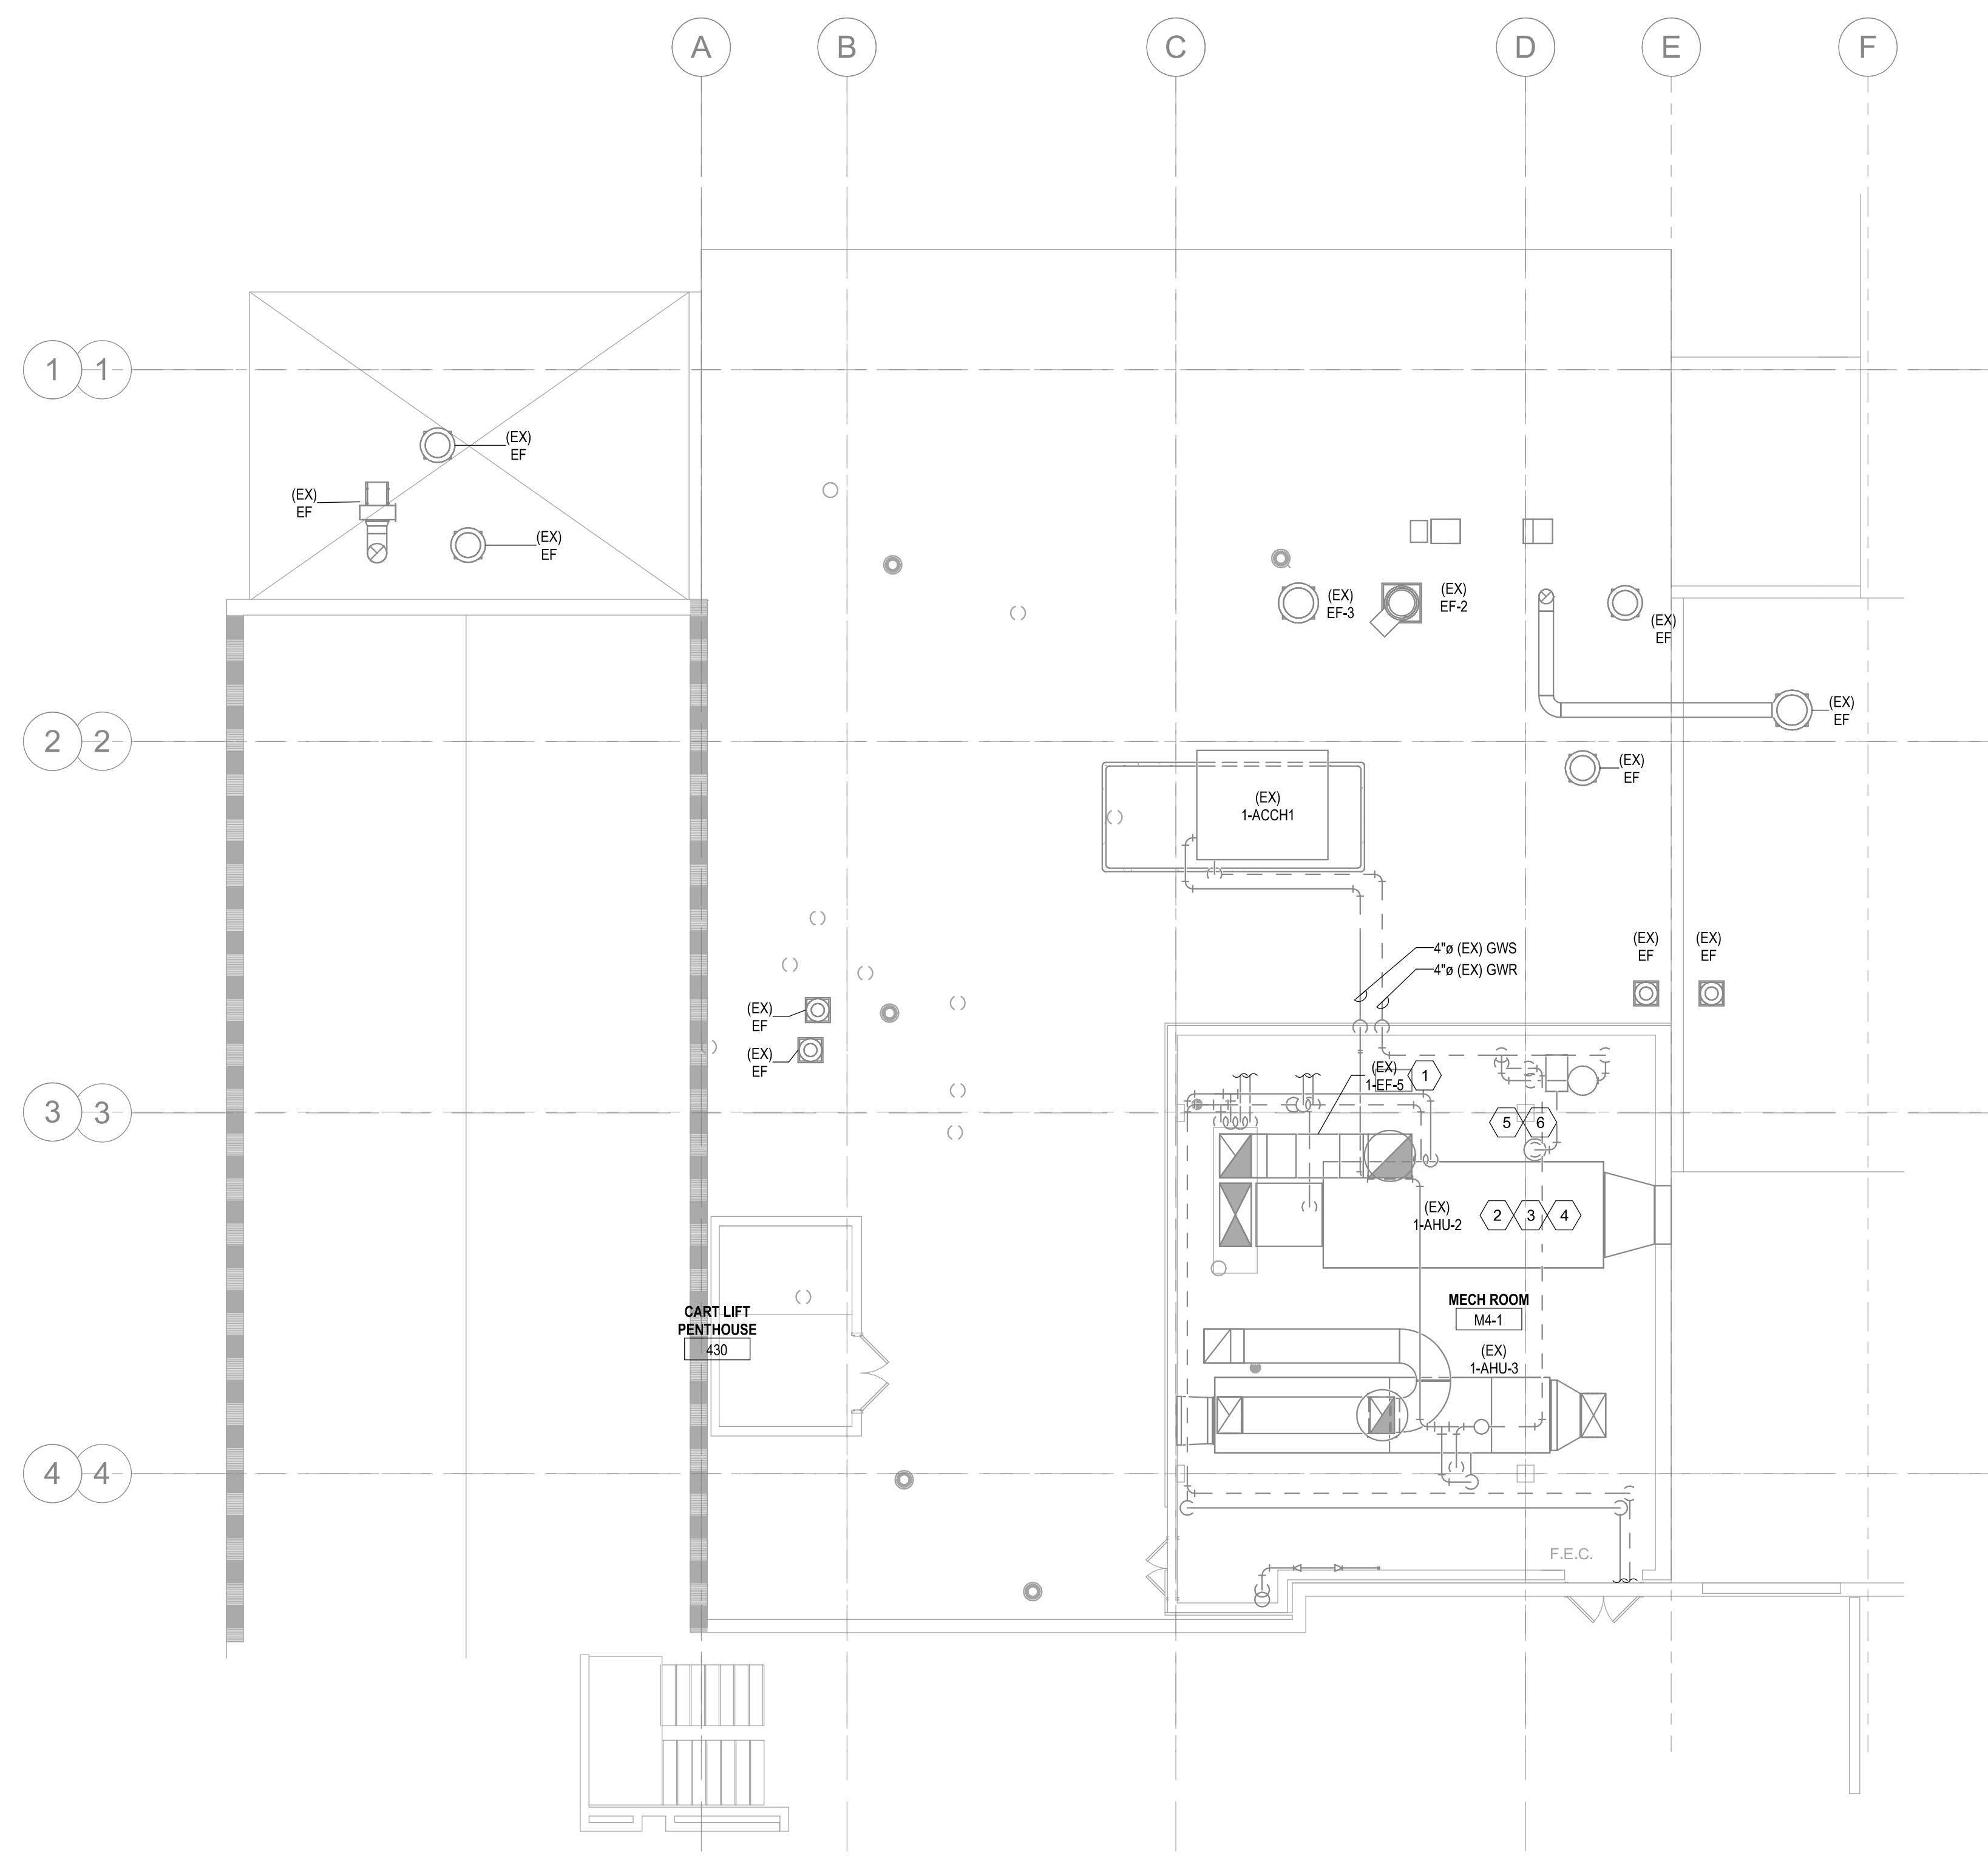 A
B
C
D
E
F
1
1
(EX)
EF
(EX)
EF
(EX)
EF
(EX)
EF-3
(EX)
EF-2
(EX)
EF
(EX)
EF
2
2
(EX)
EF
(EX)
1-ACCH1
4"ø (EX) GWS
4"ø (EX) GWR
(EX)
EF
(EX)
EF
(EX)
EF
(EX)
EF
(EX)
1-EF-5
1
3
3
5
6
(EX)
1-AHU-2
2
3
4
MECH ROOM
M4-1
CART LIFT
PENTHOUSE
430
(EX)
1-AHU-3
4
4
F.E.C.